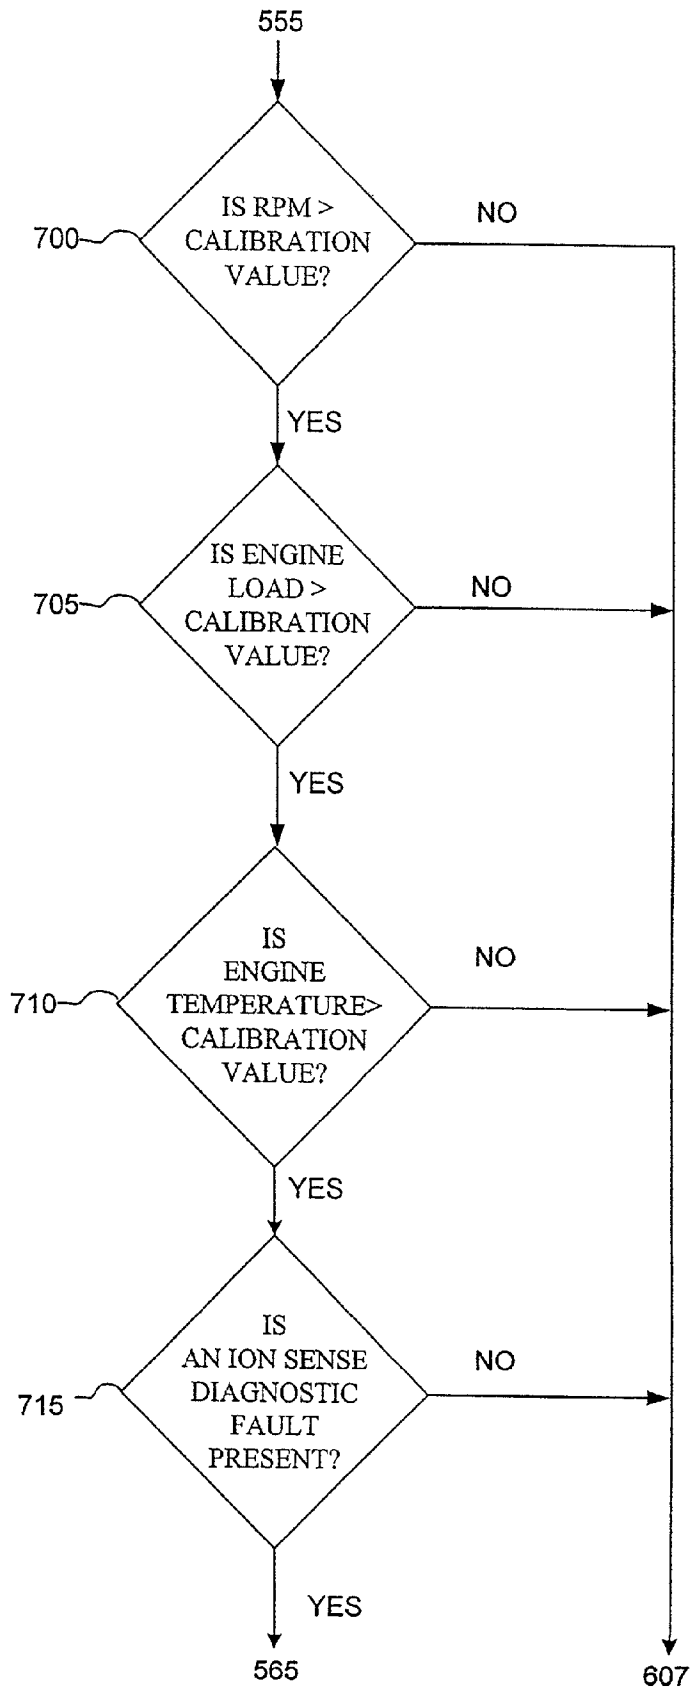 555
IS RPM >
CALIBRATION
VALUE?
NO
700
YES
IS ENGINE
LOAD >
CALIBRATION
VALUE?
NO
705
YES
IS
ENGINE
TEMPERATURE>
CALIBRATION
VALUE?
NO
710
YES
IS
AN ION SENSE
DIAGNOSTIC
FAULT
PRESENT?
NO
715
YES
565
607